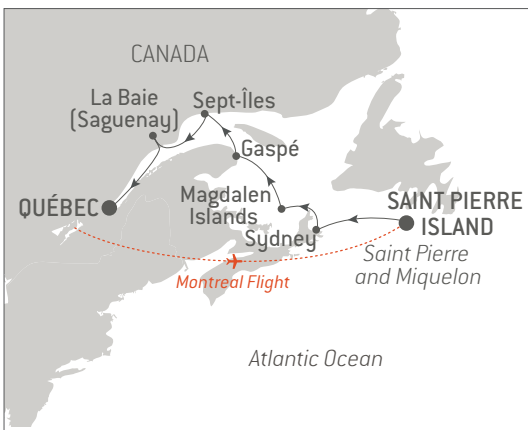 CANADA
La Baie
(Saguenay)
Sept-Îles
Gaspé
QUÉBEC
Magdalen
Islands
Sydney
SAINT PIERRE
ISLAND
Saint Pierre
and Miquelon
Montreal Flight
Atlantic Ocean